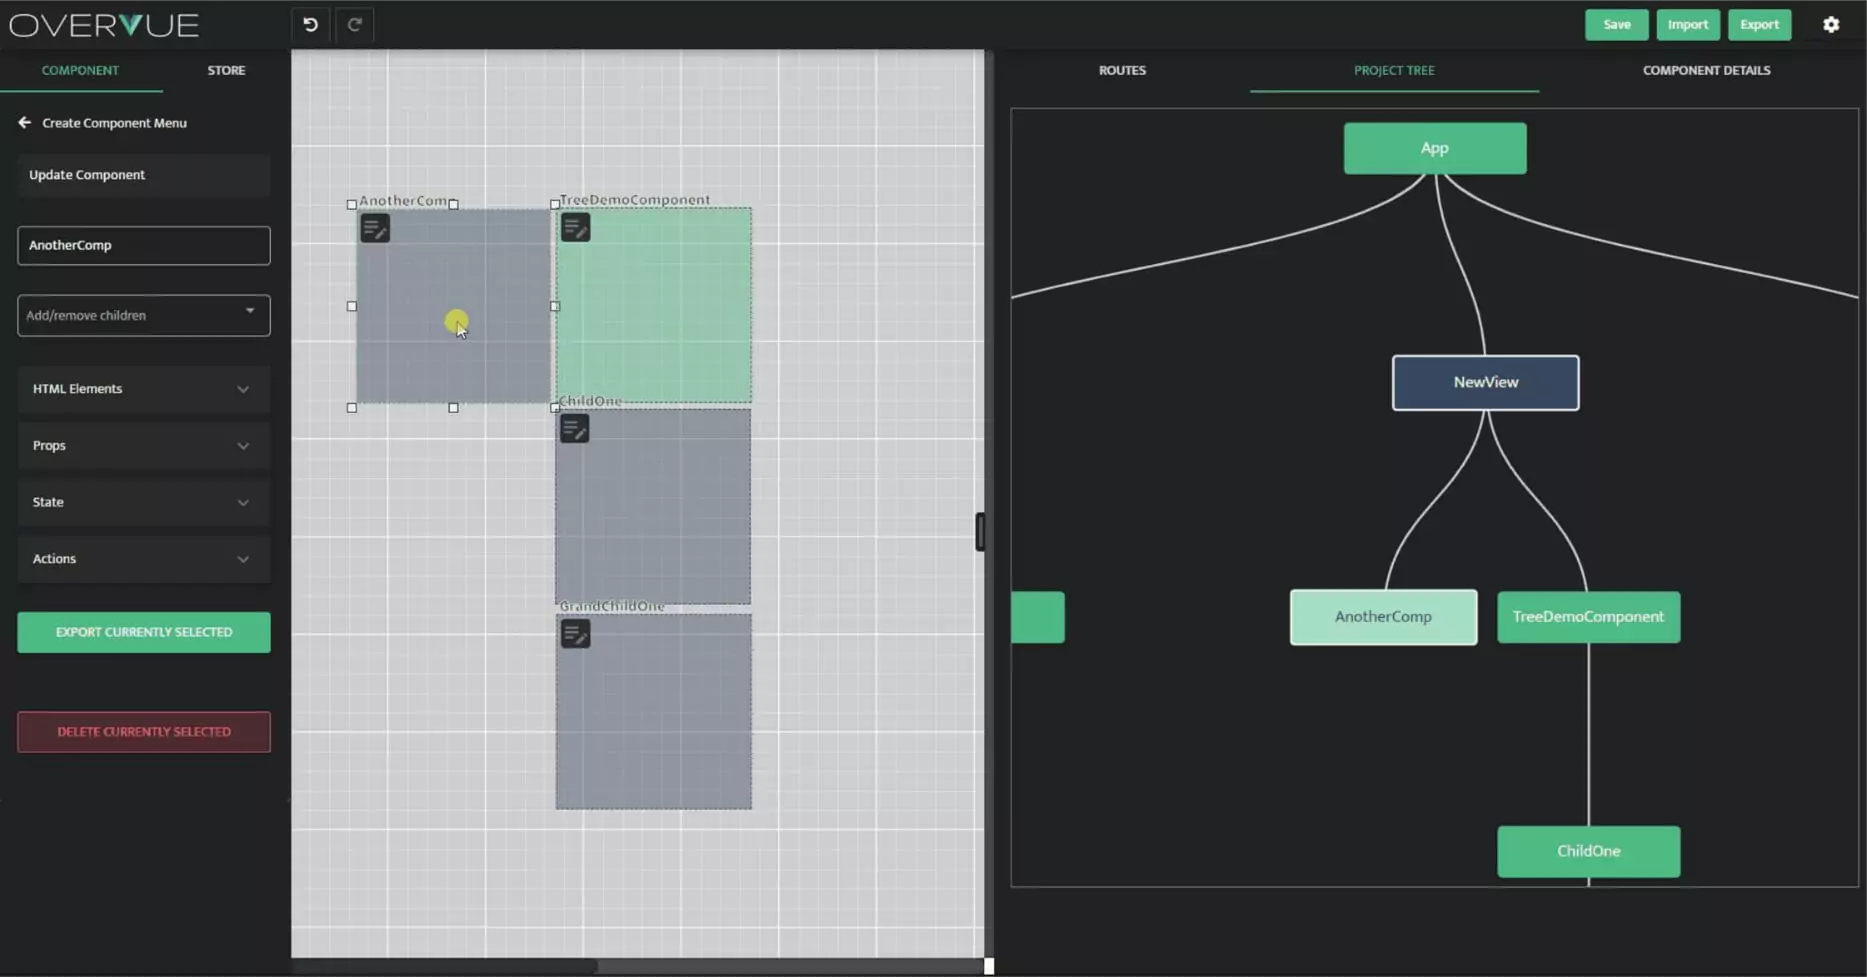 OVERVUE
Save
Import
Export
COMPONENT
STORE
Create Component Menu
Update Component
AnotherComp
Add/remove children
HTML Elements
Props
State
Actions
EXPORT CURRENTLY SELECTED
DELETE CURRENTLY SELECTED
AnotherComp
TreeDemoComponent
ChildOne
GrandChildOne
ROUTES
PROJECT TREE
COMPONENT DETAILS
App
NewView
AnotherComp
TreeDemoComponent
ChildOne